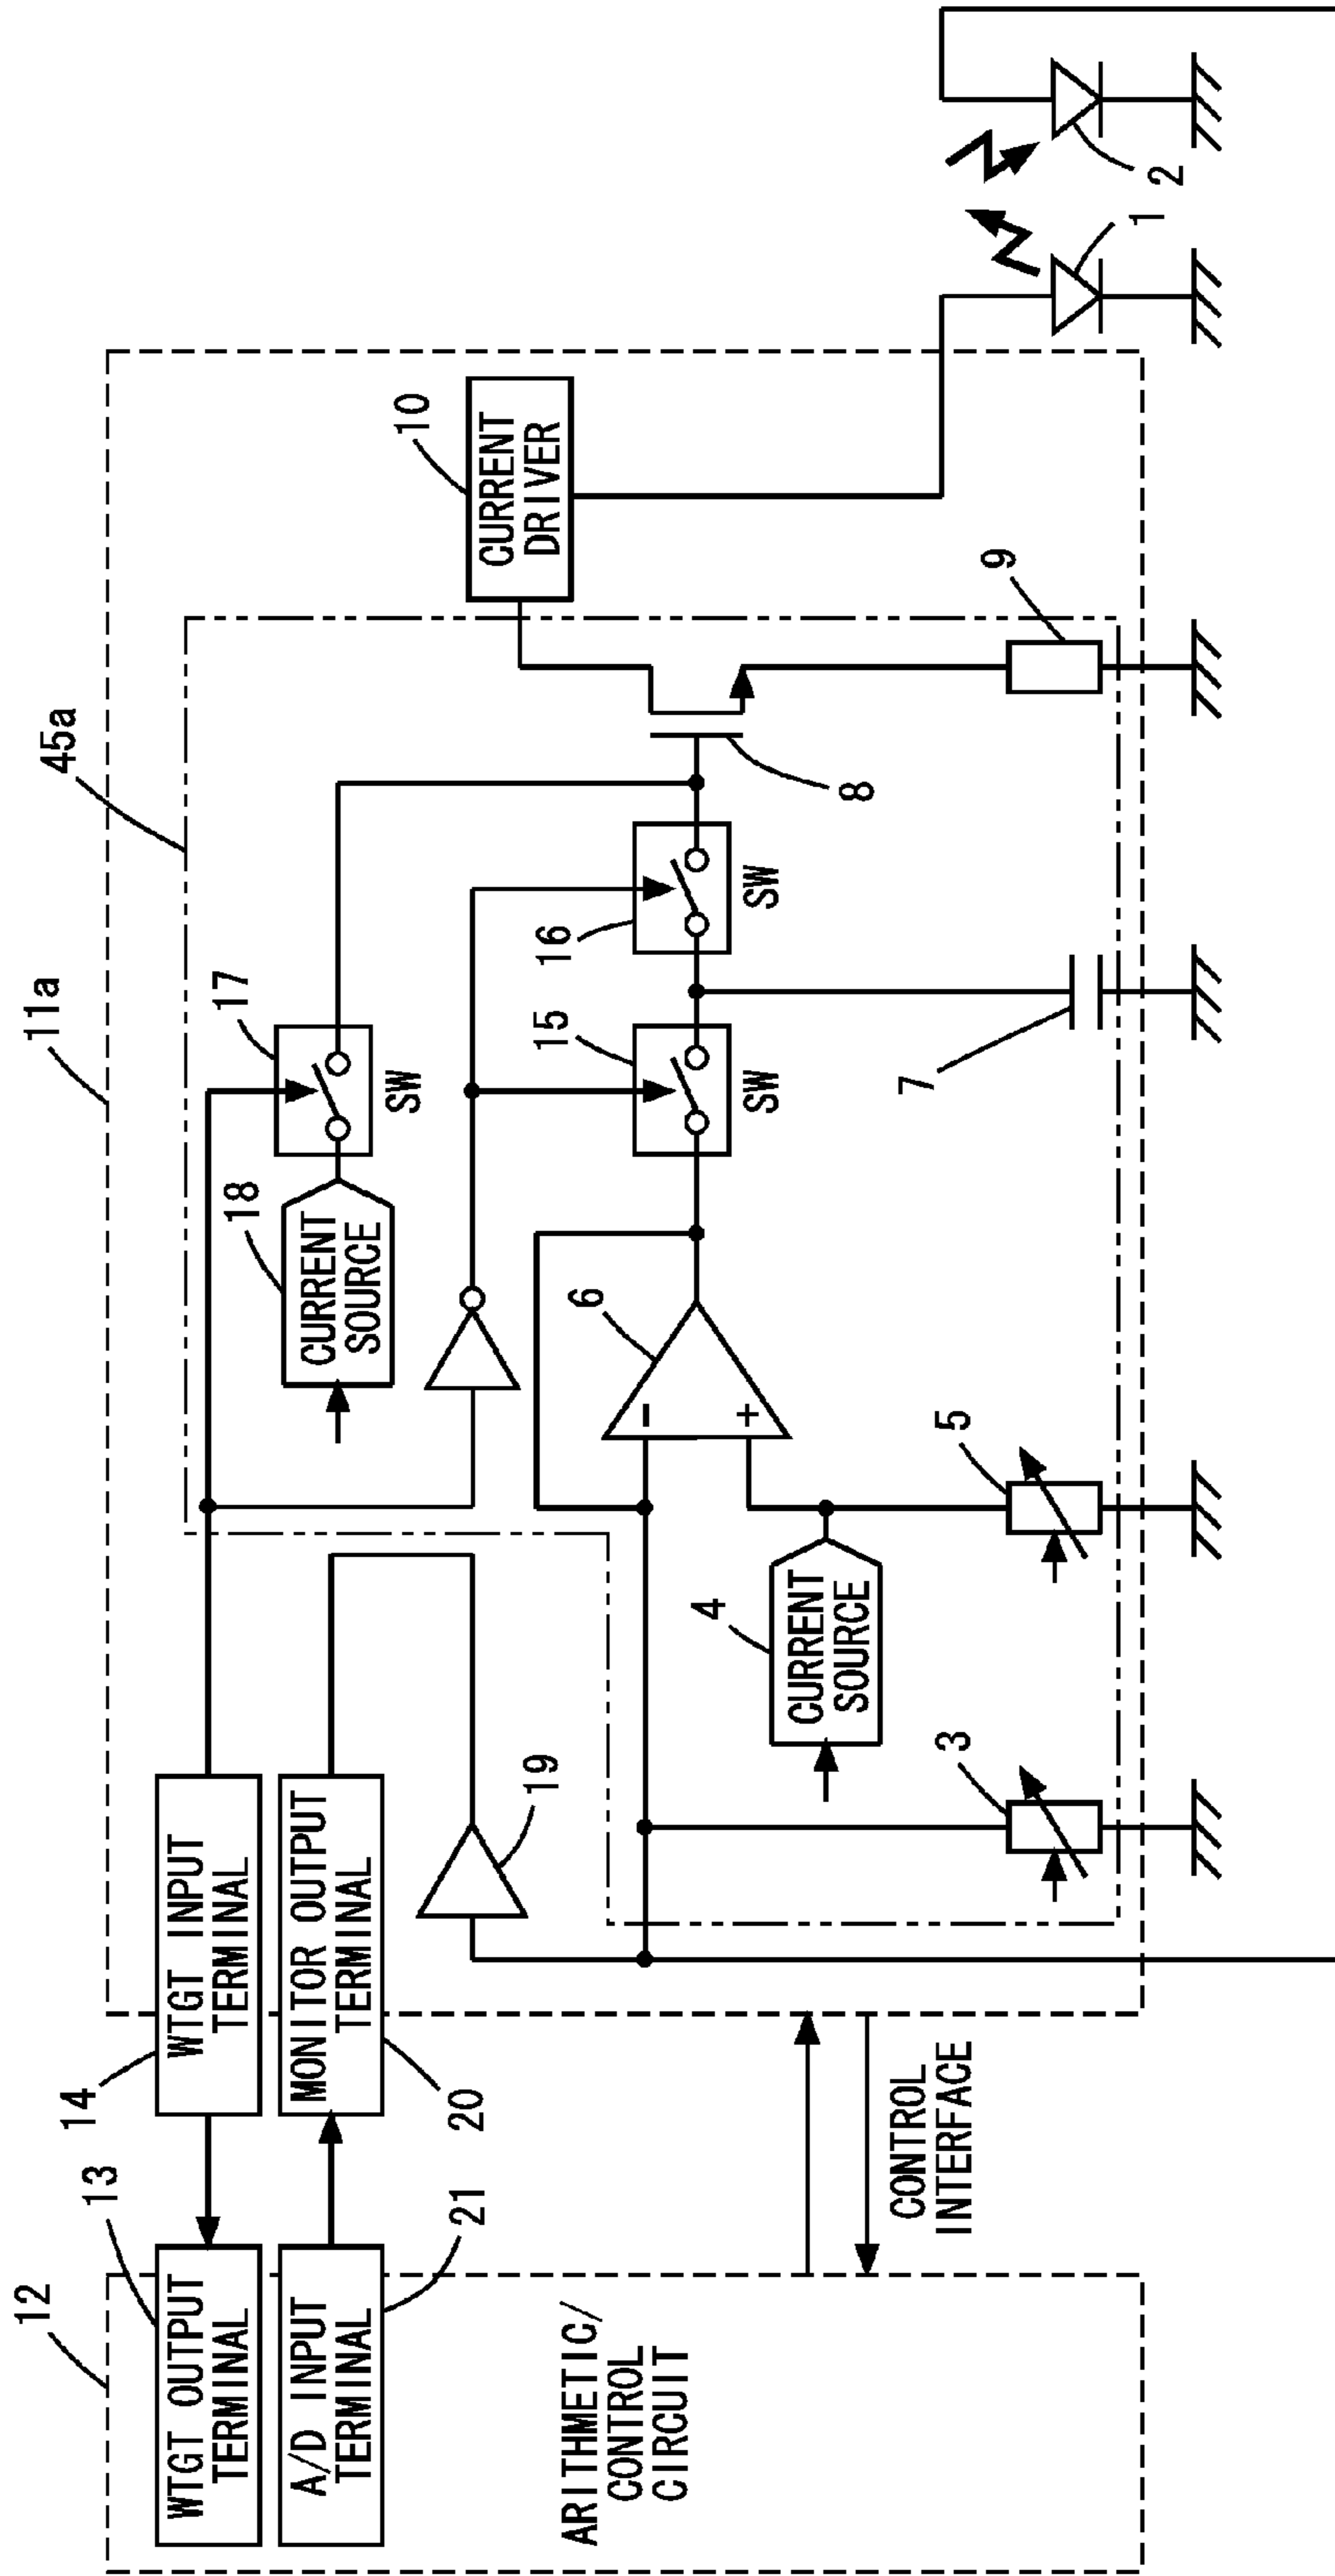 11a
45a
12
13
WTGT OUTPUT
TERMINAL
14
WTGT INPUT
TERMINAL
A/D INPUT
TERMINAL
21
MONITOR OUTPUT
TERMINAL
20
19
18
CURRENT
SOURCE
17
SW
10
CURRENT
DRIVER
15
SW
16
SW
6
-
+
8
4
CURRENT
SOURCE
3
5
7
9
1
2
ARITHMETIC/
CONTROL
CIRCUIT
CONTROL
INTERFACE